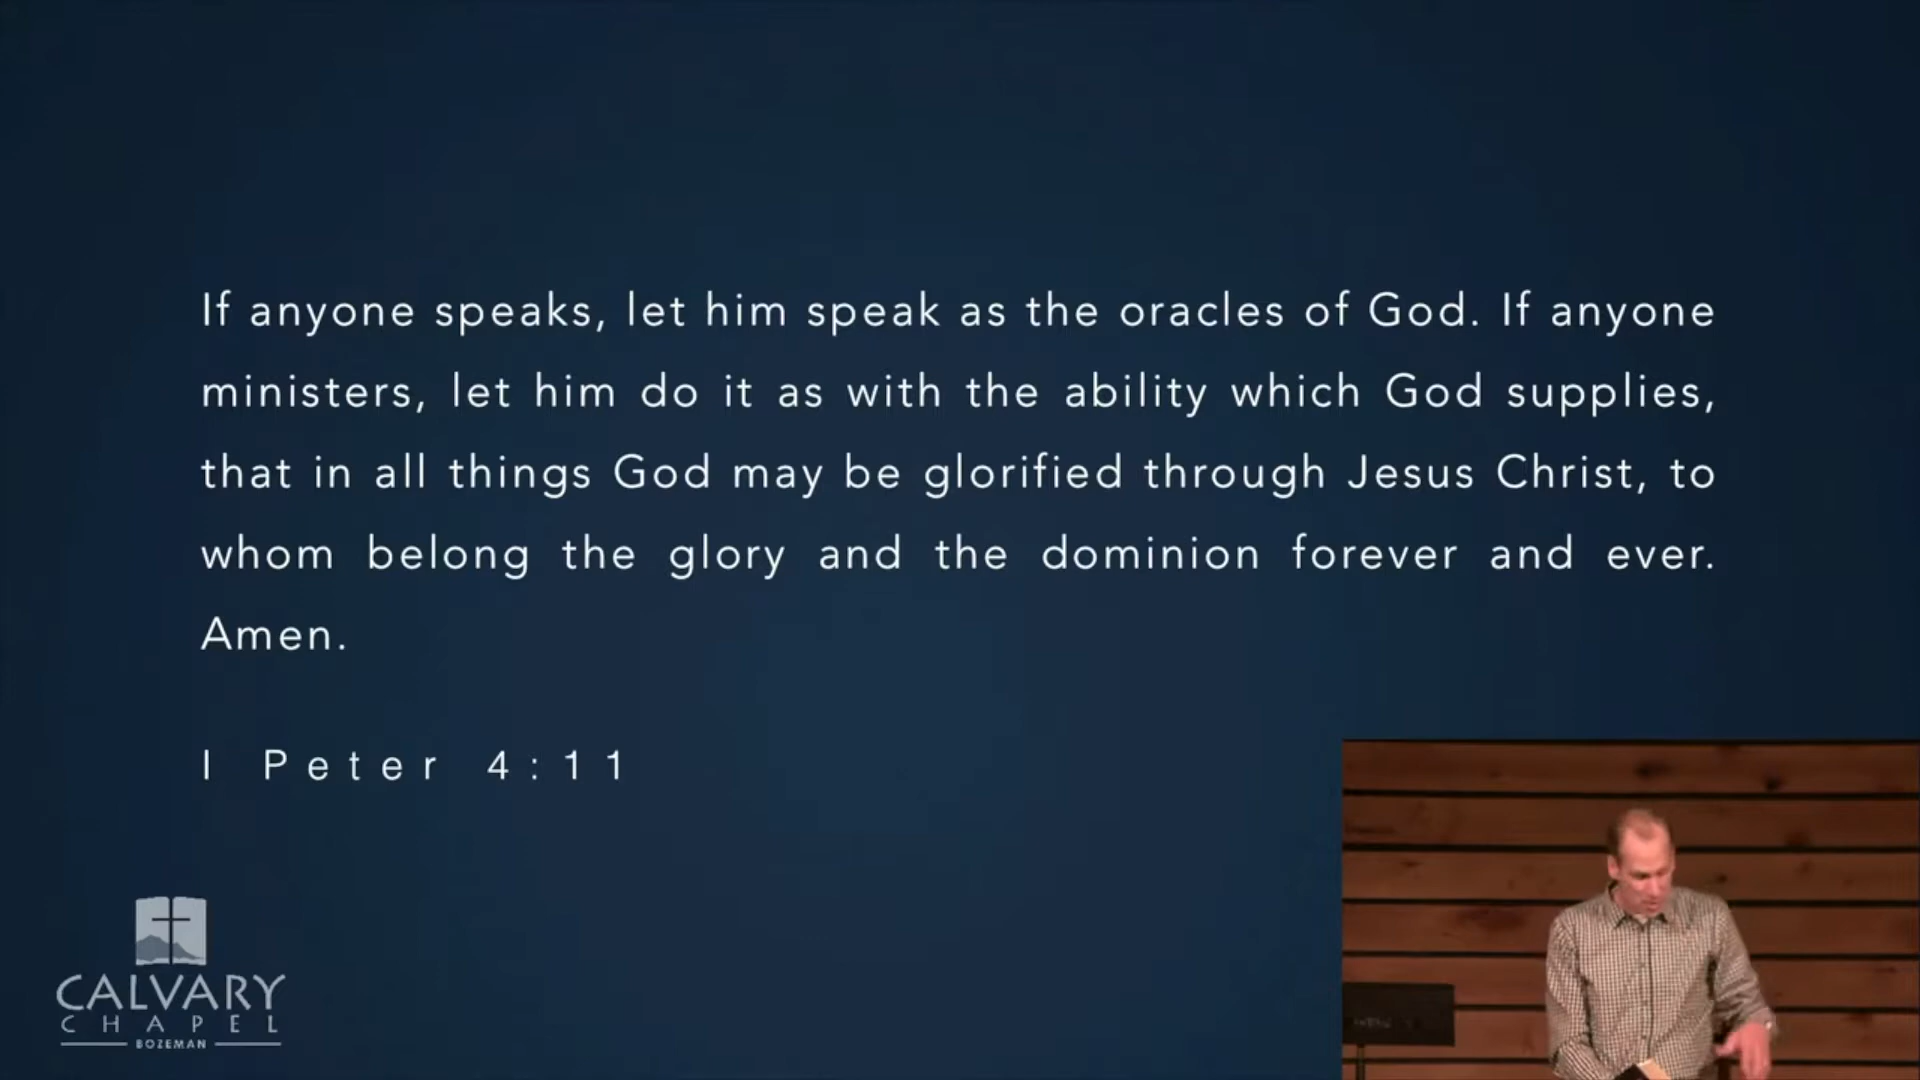 If anyone speaks, let him speak as the oracles of God. If anyone
ministers, let him do it as with the ability which God supplies,
that in all things God may be glorified through Jesus Christ, to
whom belong the glory and the dominion forever and ever.
Amen.
I Peter 4:11
CALVARY
CHAPEL
BOZEMAN